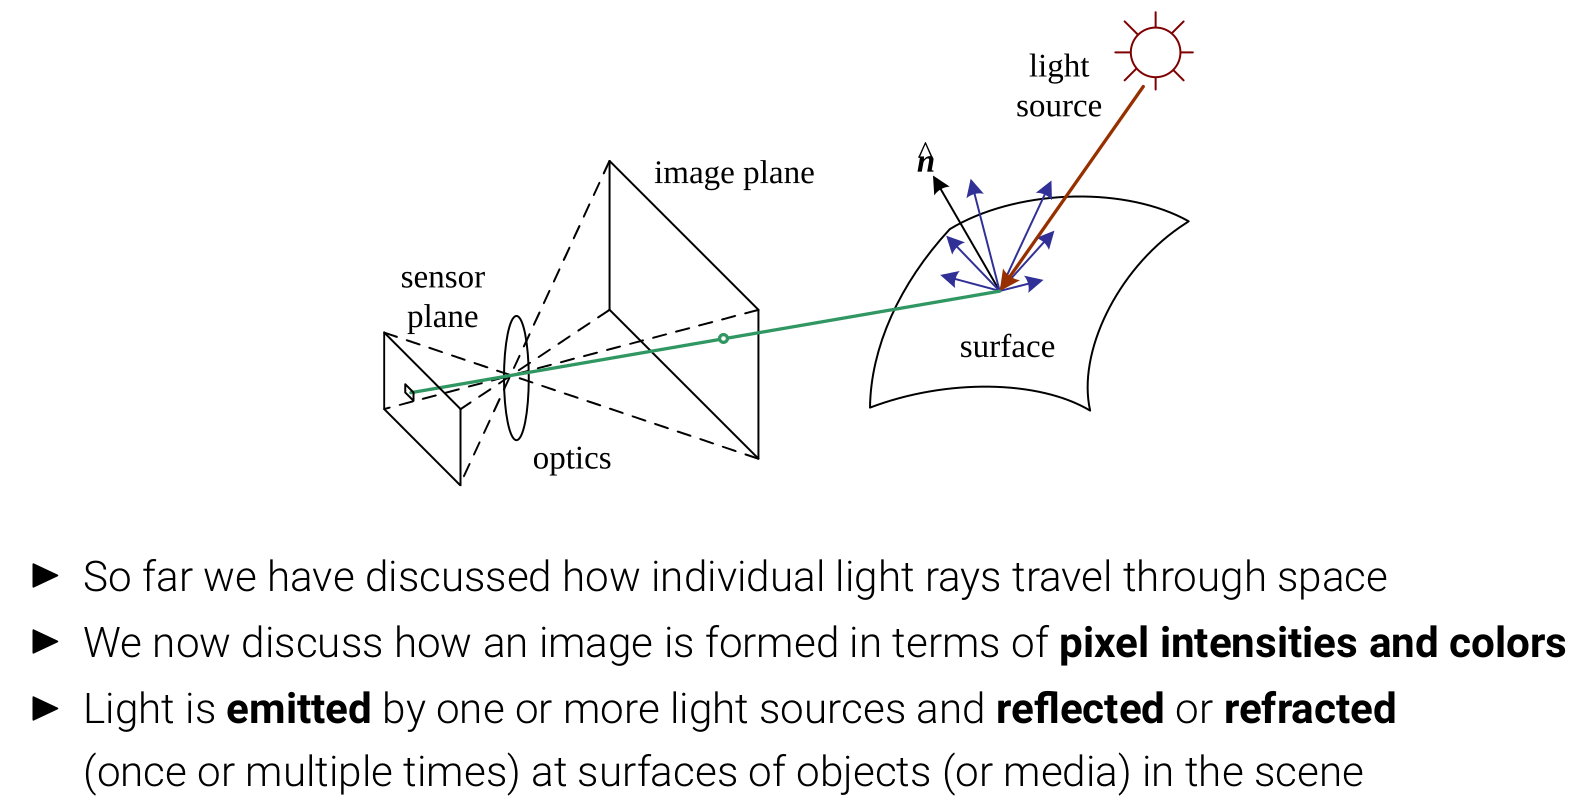 light
source
n̂
image plane
sensor
plane
surface
optics
► So far we have discussed how individual light rays travel through space
► We now discuss how an image is formed in terms of pixel intensities and colors
► Light is emitted by one or more light sources and reflected or refracted
(once or multiple times) at surfaces of objects (or media) in the scene